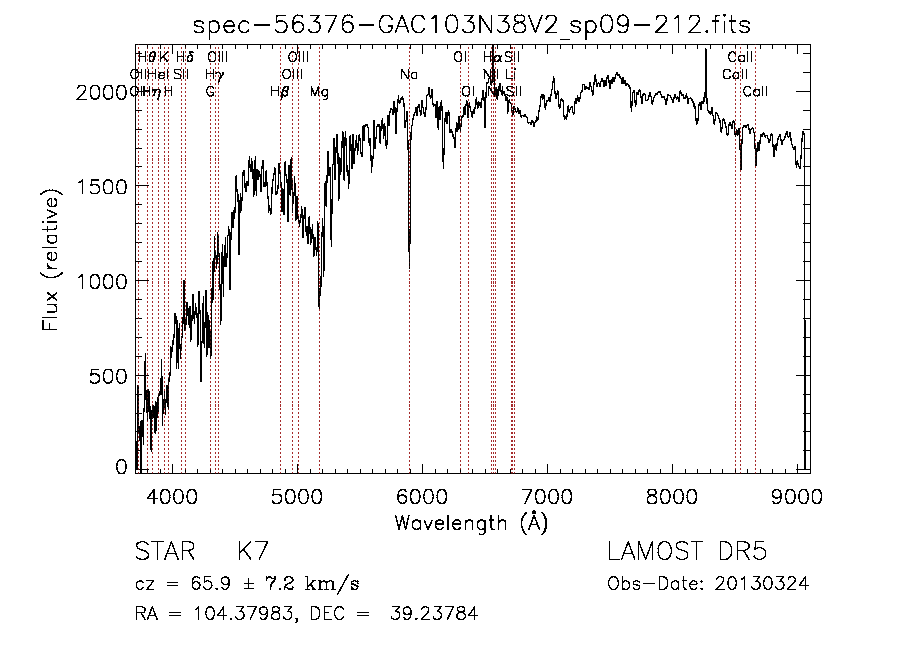 spec-56376-GAC103N38V2_sp09-212.fits
Hθ K Hδ OIII OIII OI Hα SII CaII
OII HeI SII Hγ OIII Na NII Li CaII
OII Hη H G Hβ Mg OI NII SII CaII
2000
1500
1000
500
0
Flux (relative)
4000 5000 6000 7000 8000 9000
Wavelength (Å)
STAR K7 LAMOST DR5
cz = 65.9 ± 7.2 km/s Obs-Date: 20130324
RA = 104.37983, DEC = 39.23784